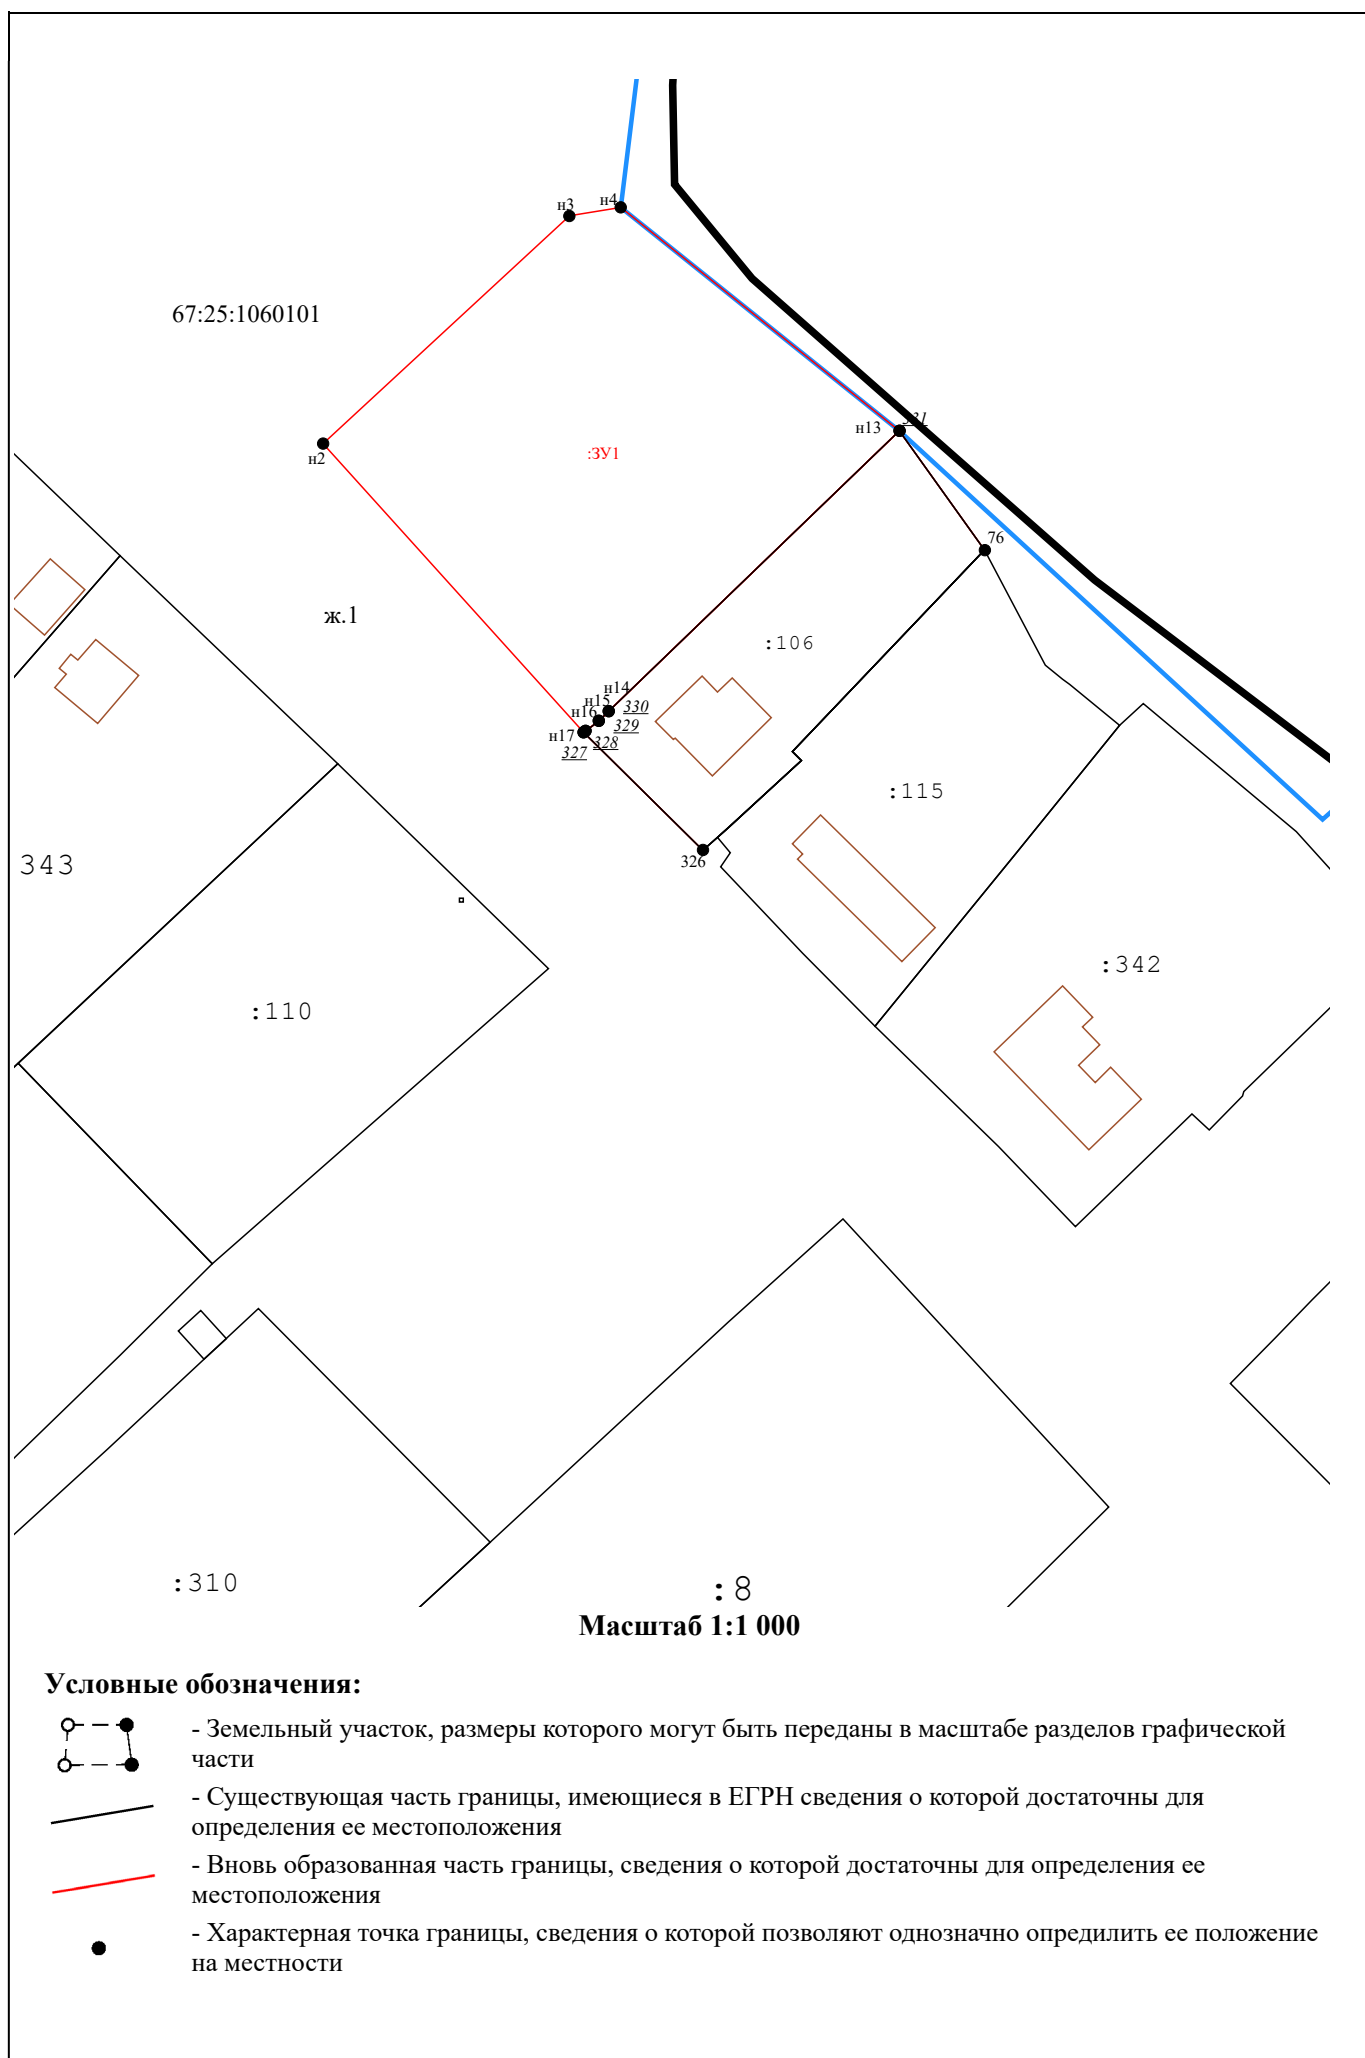 н3
н4
67:25:1060101
н13
331
н2
:ЗУ1
76
ж.1
:106
н14
н15
330
н16
329
н17
328
327
:115
326
343
:342
:110
:310
:8
Масштаб 1:1 000
Условные обозначения:
- Земельный участок, размеры которого могут быть переданы в масштабе разделов графической
части
- Существующая часть границы, имеющиеся в ЕГРН сведения о которой достаточны для
определения ее местоположения
- Вновь образованная часть границы, сведения о которой достаточны для определения ее
местоположения
- Характерная точка границы, сведения о которой позволяют однозначно опредилить ее положение
на местности